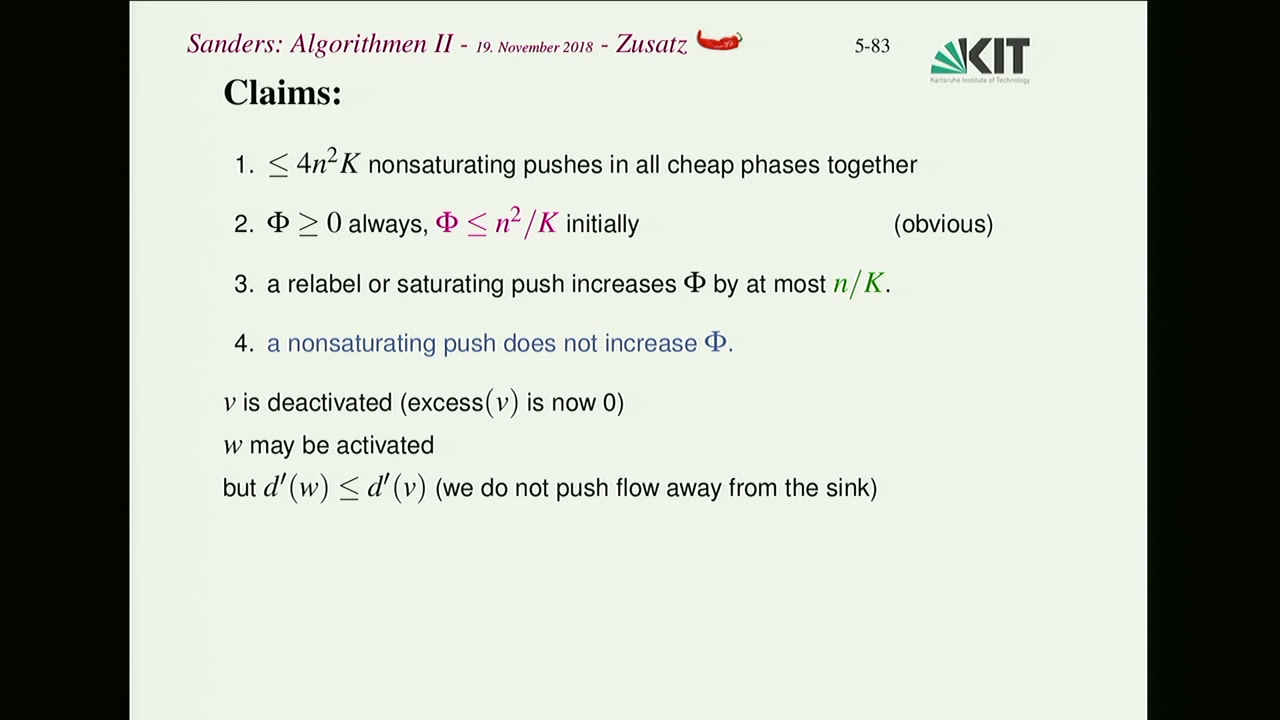 Sanders: Algorithmen II - 19. November 2018 - Zusatz 5-83
KIT
Karlsruhe Institute of Technology
Claims:
1. ≤ 4n²K nonsaturating pushes in all cheap phases together
2. Φ ≥ 0 always, Φ ≤ n²/K initially (obvious)
3. a relabel or saturating push increases Φ by at most n/K.
4. a nonsaturating push does not increase Φ.
v is deactivated (excess(v) is now 0)
w may be activated
but d′(w) ≤ d′(v) (we do not push flow away from the sink)